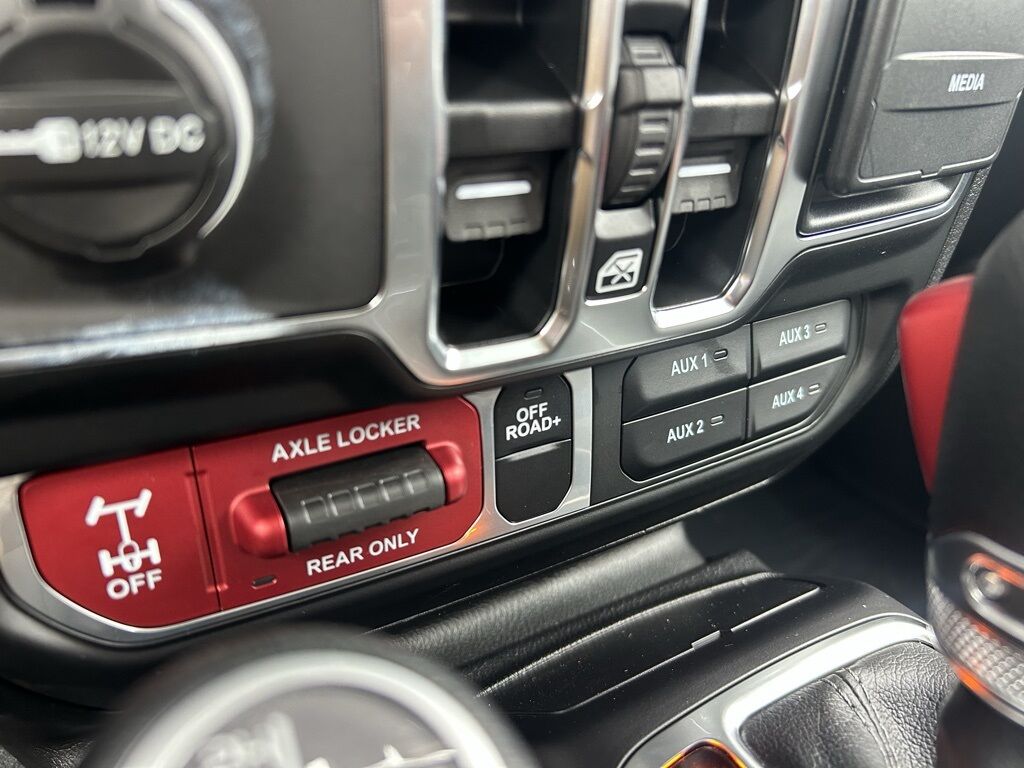 12V DC
MEDIA
AUX 1
AUX 3
AUX 2
AUX 4
OFF
ROAD+
AXLE LOCKER
REAR ONLY
OFF